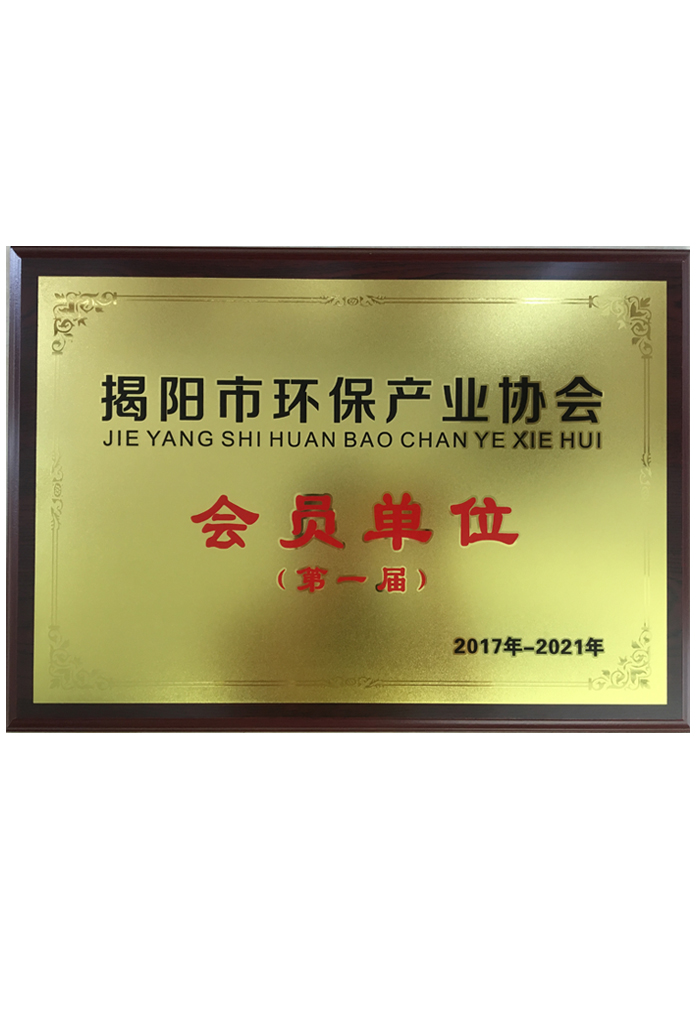 揭阳市环保产业协会
JIE YANG SHI HUAN BAO CHAN YE XIE HUI
会员单位
（第一届）
2017年-2021年